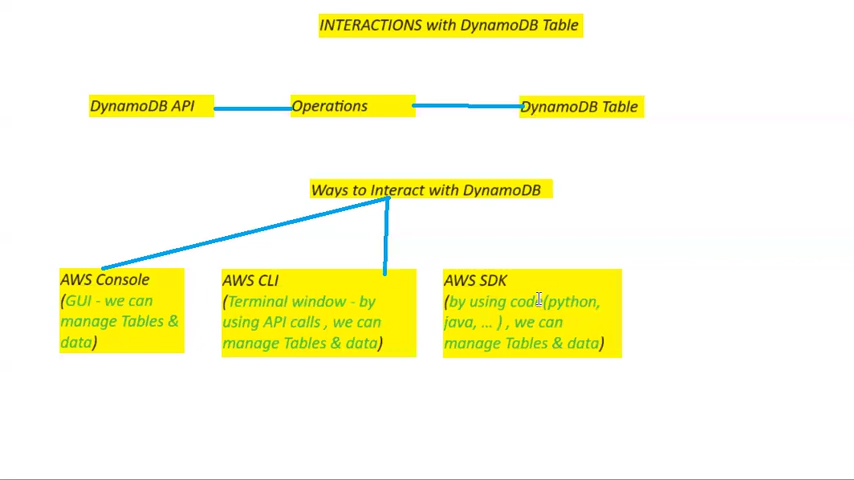 INTERACTIONS with DynamoDB Table
DynamoDB API
Operations
DynamoDB Table
Ways to Interact with DynamoDB
AWS Console
(GUI - we can
manage Tables &
data)
AWS CLI
(Terminal window - by
using API calls , we can
manage Tables & data)
AWS SDK
(by using code(python,
java, ... ) , we can
manage Tables & data)